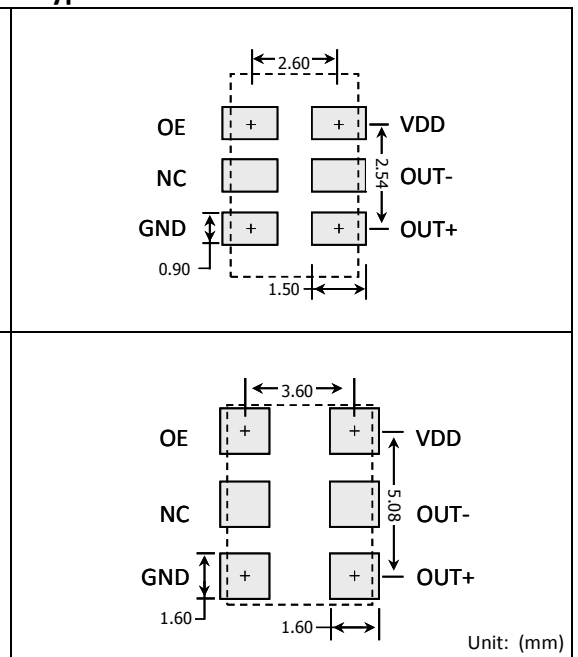 2.60
OE
VDD
NC
2.54
OUT-
GND
OUT+
0.90
1.50
3.60
OE
VDD
NC
5.08
OUT-
GND
OUT+
1.60
1.60
Unit: (mm)